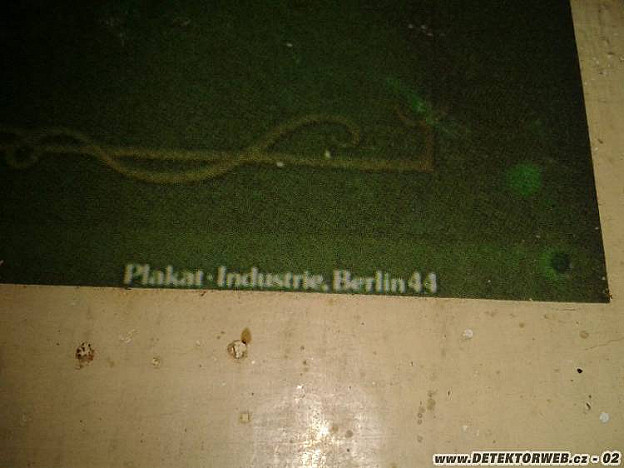 Plakat · Industrie, Berlin 44
www.DETEKTORWEB.cz - 02